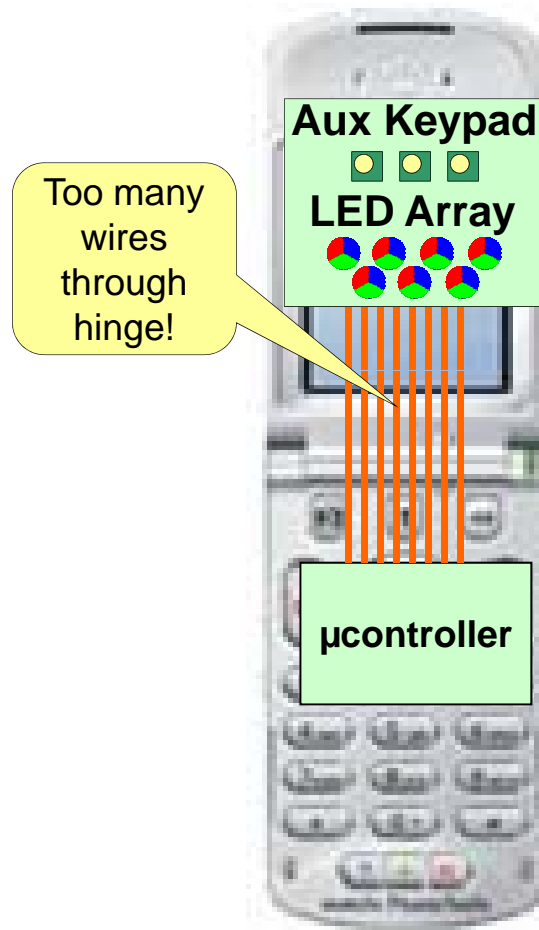 Aux Keypad
LED Array
Too many
wires
through
hinge!
µcontroller